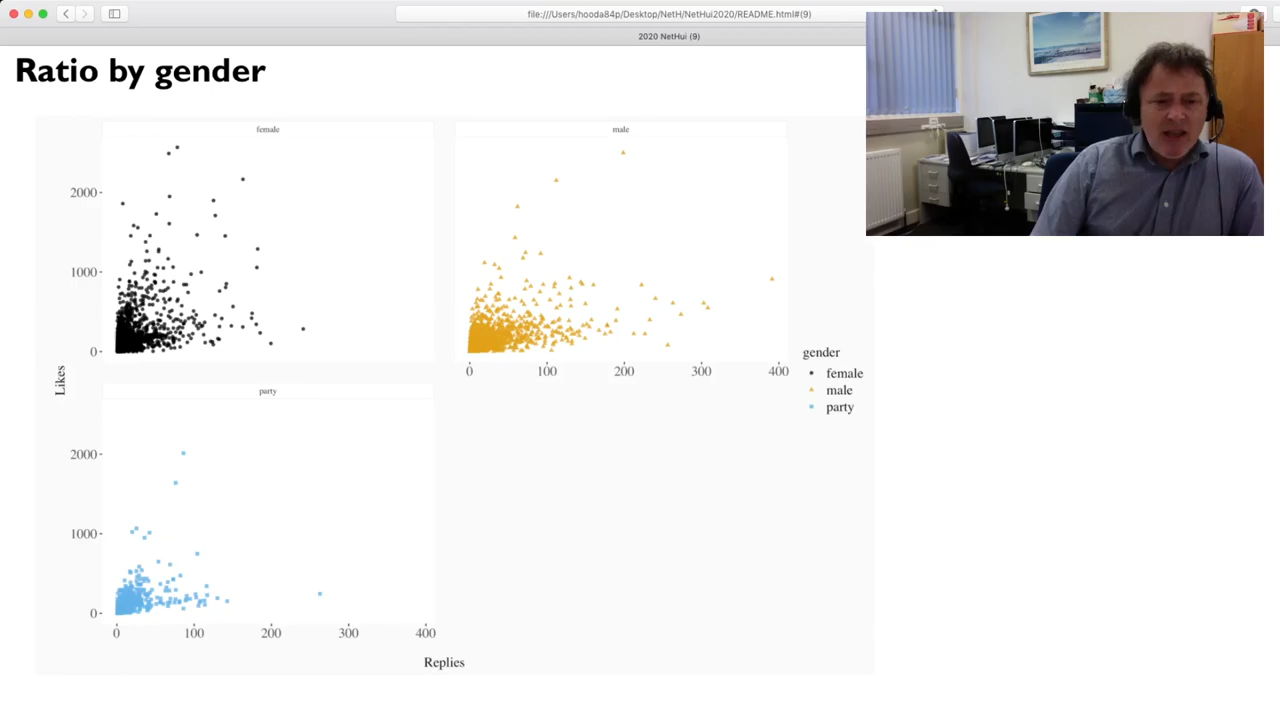 file:///Users/hooda84p/Desktop/NetH/NetHui2020/README.html#(9)
2020 NetHui (9)
Ratio by gender
female
male
2000
1000
0
0 100 200 300 400
gender
female
male
party
Likes
party
2000
1000
0
0 100 200 300 400
Replies